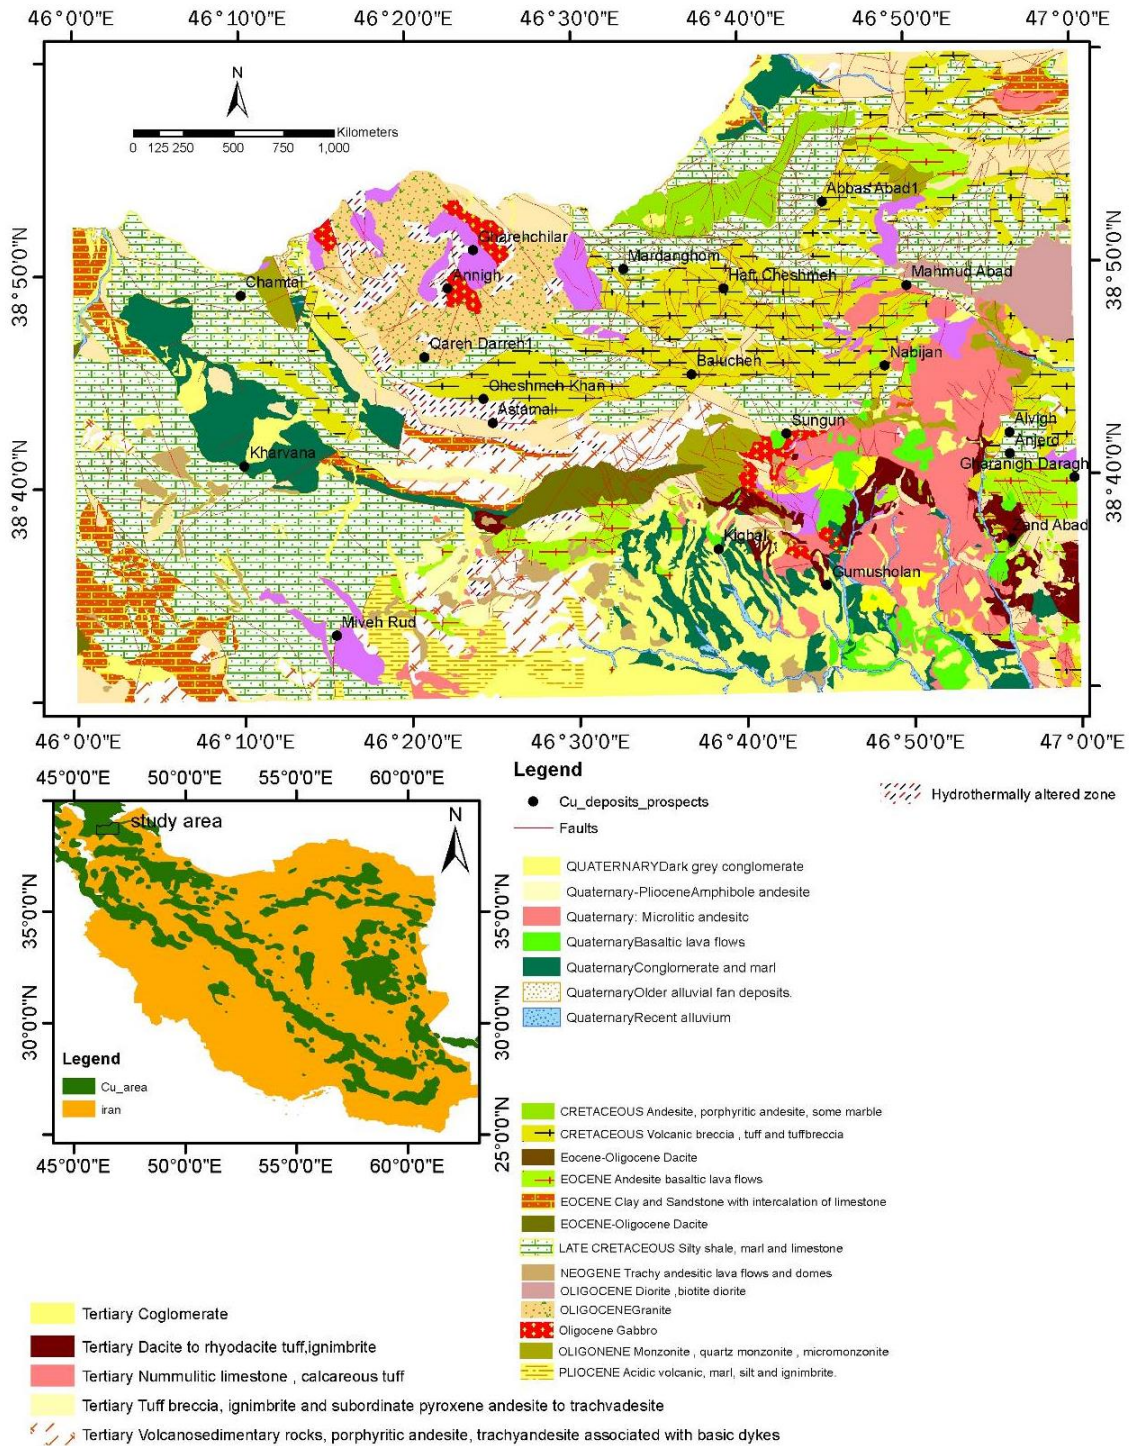 46°0'0"E 46°10'0"E 46°20'0"E 46°30'0"E 46°40'0"E 46°50'0"E 47°0'0"E
N
Kilometers
0 125 250 500 750 1,000
Abbas Abad1
Gharehchilar
Mardanghom
38°50'0"N
Chamtal
Annigh
Haft Cheshmeh
Mahmud Abad
38°50'0"N
Qareh Darreh1
Balucheh
Nabijan
Cheshmeh Khan
Astamal
Sungun
Alvigh
Anjerd
Kharvana
Gharanigh Daragh
38°40'0"N
38°40'0"N
Zand Abad
Kighal
Gumusholan
Miveh Rud
46°0'0"E 46°10'0"E 46°20'0"E 46°30'0"E 46°40'0"E 46°50'0"E 47°0'0"E
45°0'0"E 50°0'0"E 55°0'0"E 60°0'0"E
study area
N
35°0'0"N
35°0'0"N
30°0'0"N
30°0'0"N
Legend
Cu_area
iran
25°0'0"N
45°0'0"E 50°0'0"E 55°0'0"E 60°0'0"E
Legend
Cu_deposits_prospects
Hydrothermally altered zone
Faults
QUATERNARYDark grey conglomerate
Quaternary-PlioceneAmphibole andesite
Quaternary: Microlitic andesitc
QuaternaryBasaltic lava flows
QuaternaryConglomerate and marl
QuaternaryOlder alluvial fan deposits.
QuaternaryRecent alluvium
CRETACEOUS Andesite, porphyritic andesite, some marble
CRETACEOUS Volcanic breccia , tuff and tuffbreccia
Eocene-Oligocene Dacite
EOCENE Andesite basaltic lava flows
EOCENE Clay and Sandstone with intercalation of limestone
EOCENE-Oligocene Dacite
LATE CRETACEOUS Silty shale, marl and limestone
NEOGENE Trachy andesitic lava flows and domes
OLIGOCENE Diorite ,biotite diorite
OLIGOCENEGranite
Oligocene Gabbro
OLIGONENE Monzonite , quartz monzonite , micromonzonite
PLIOCENE Acidic volcanic, marl, silt and ignimbrite.
Tertiary Coglomerate
Tertiary Dacite to rhyodacite tuff,ignimbrite
Tertiary Nummulitic limestone , calcareous tuff
Tertiary Tuff breccia, ignimbrite and subordinate pyroxene andesite to trachvadesite
Tertiary Volcanosedimentary rocks, porphyritic andesite, trachyandesite associated with basic dykes